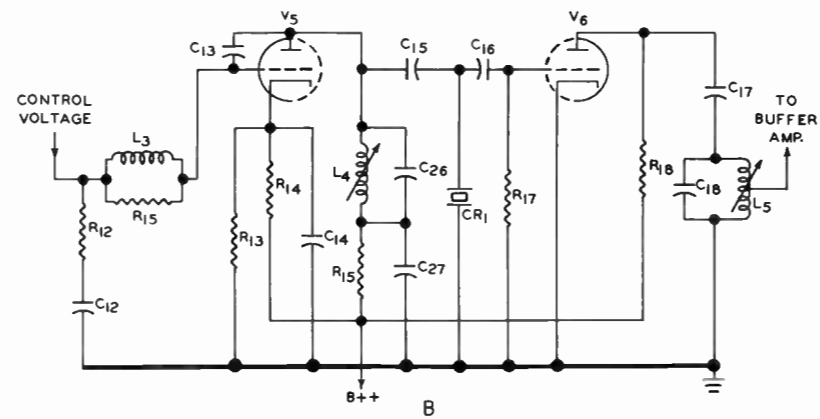 V5
V6
C13
C15
C16
C17
CONTROL
VOLTAGE
TO
BUFFER
AMP.
L3
R15
L4
C26
R14
R18
C18
L5
R12
R13
C14
R15
C27
CR1
R17
C12
B++
B